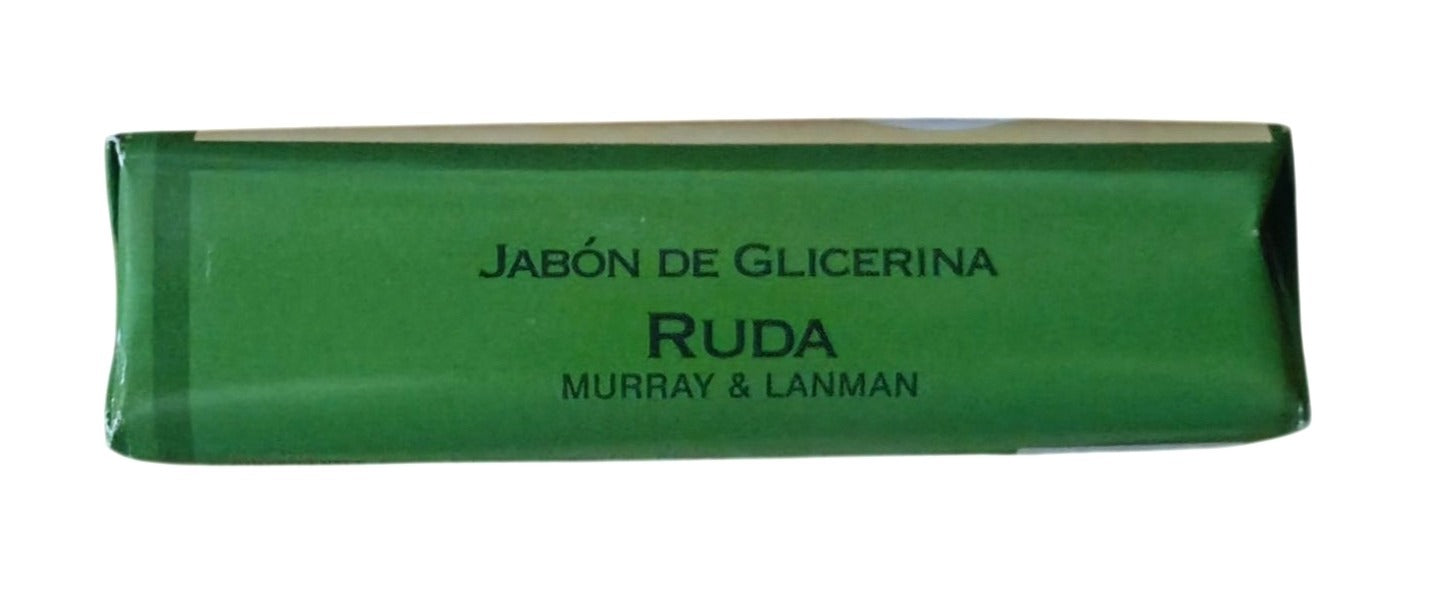 JABÓN DE GLICERINA
RUDA
MURRAY & LANMAN